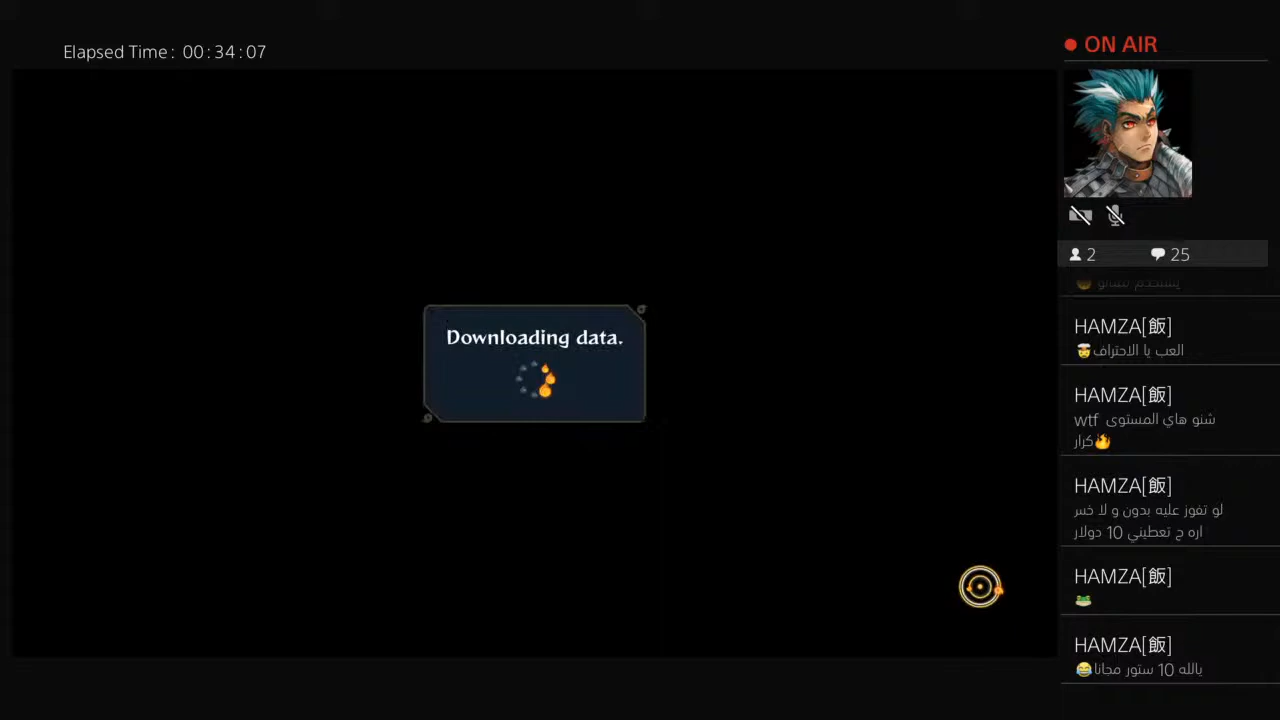 Elapsed Time: 00:34:07
ON AIR
Downloading data.
2
25
HAMZA[飯]
العب يا الاحتراف🤴
HAMZA[飯]
شنو هاي المستوى wtf
🔥كرار
HAMZA[飯]
لو تفوز عليه بدون و لا خس
اره ح تعطيني 10 دولار
HAMZA[飯]
🐸
HAMZA[飯]
يالله 10 ستور مجانا😂